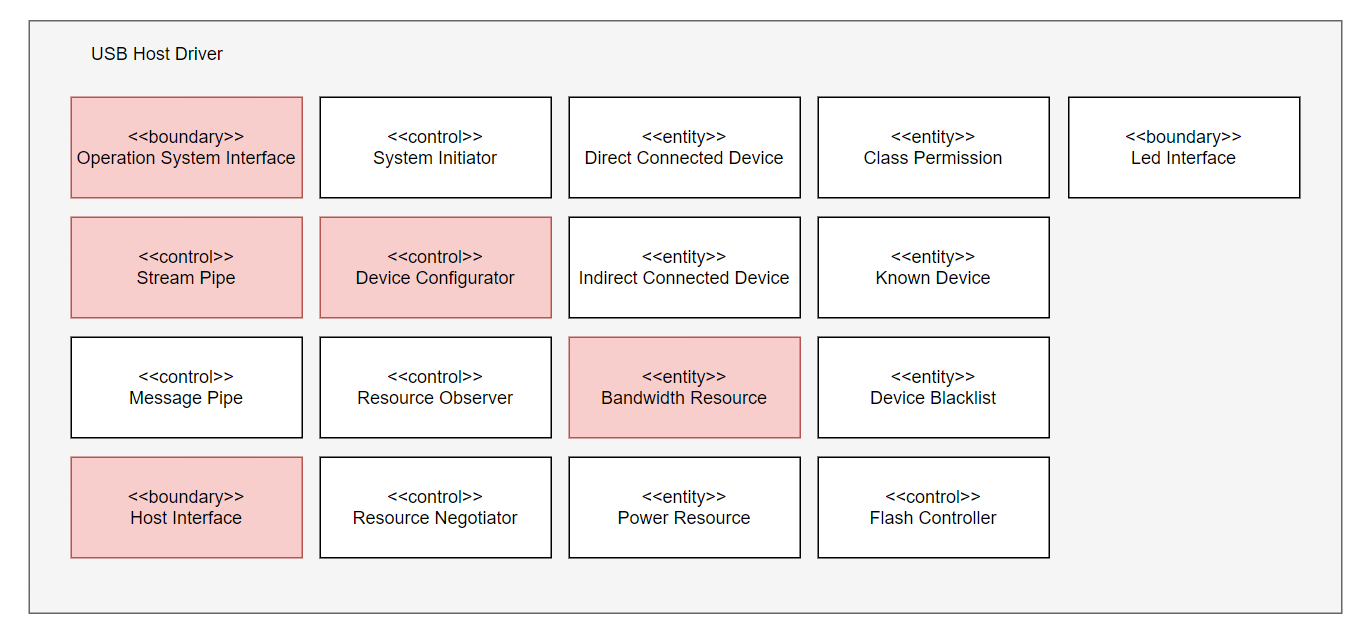 USB Host Driver
<<boundary>>
Operation System Interface
<<control>>
System Initiator
<<entity>>
Direct Connected Device
<<entity>>
Class Permission
<<boundary>>
Led Interface
<<control>>
Stream Pipe
<<control>>
Device Configurator
<<entity>>
Indirect Connected Device
<<entity>>
Known Device
<<control>>
Message Pipe
<<control>>
Resource Observer
<<entity>>
Bandwidth Resource
<<entity>>
Device Blacklist
<<boundary>>
Host Interface
<<control>>
Resource Negotiator
<<entity>>
Power Resource
<<control>>
Flash Controller